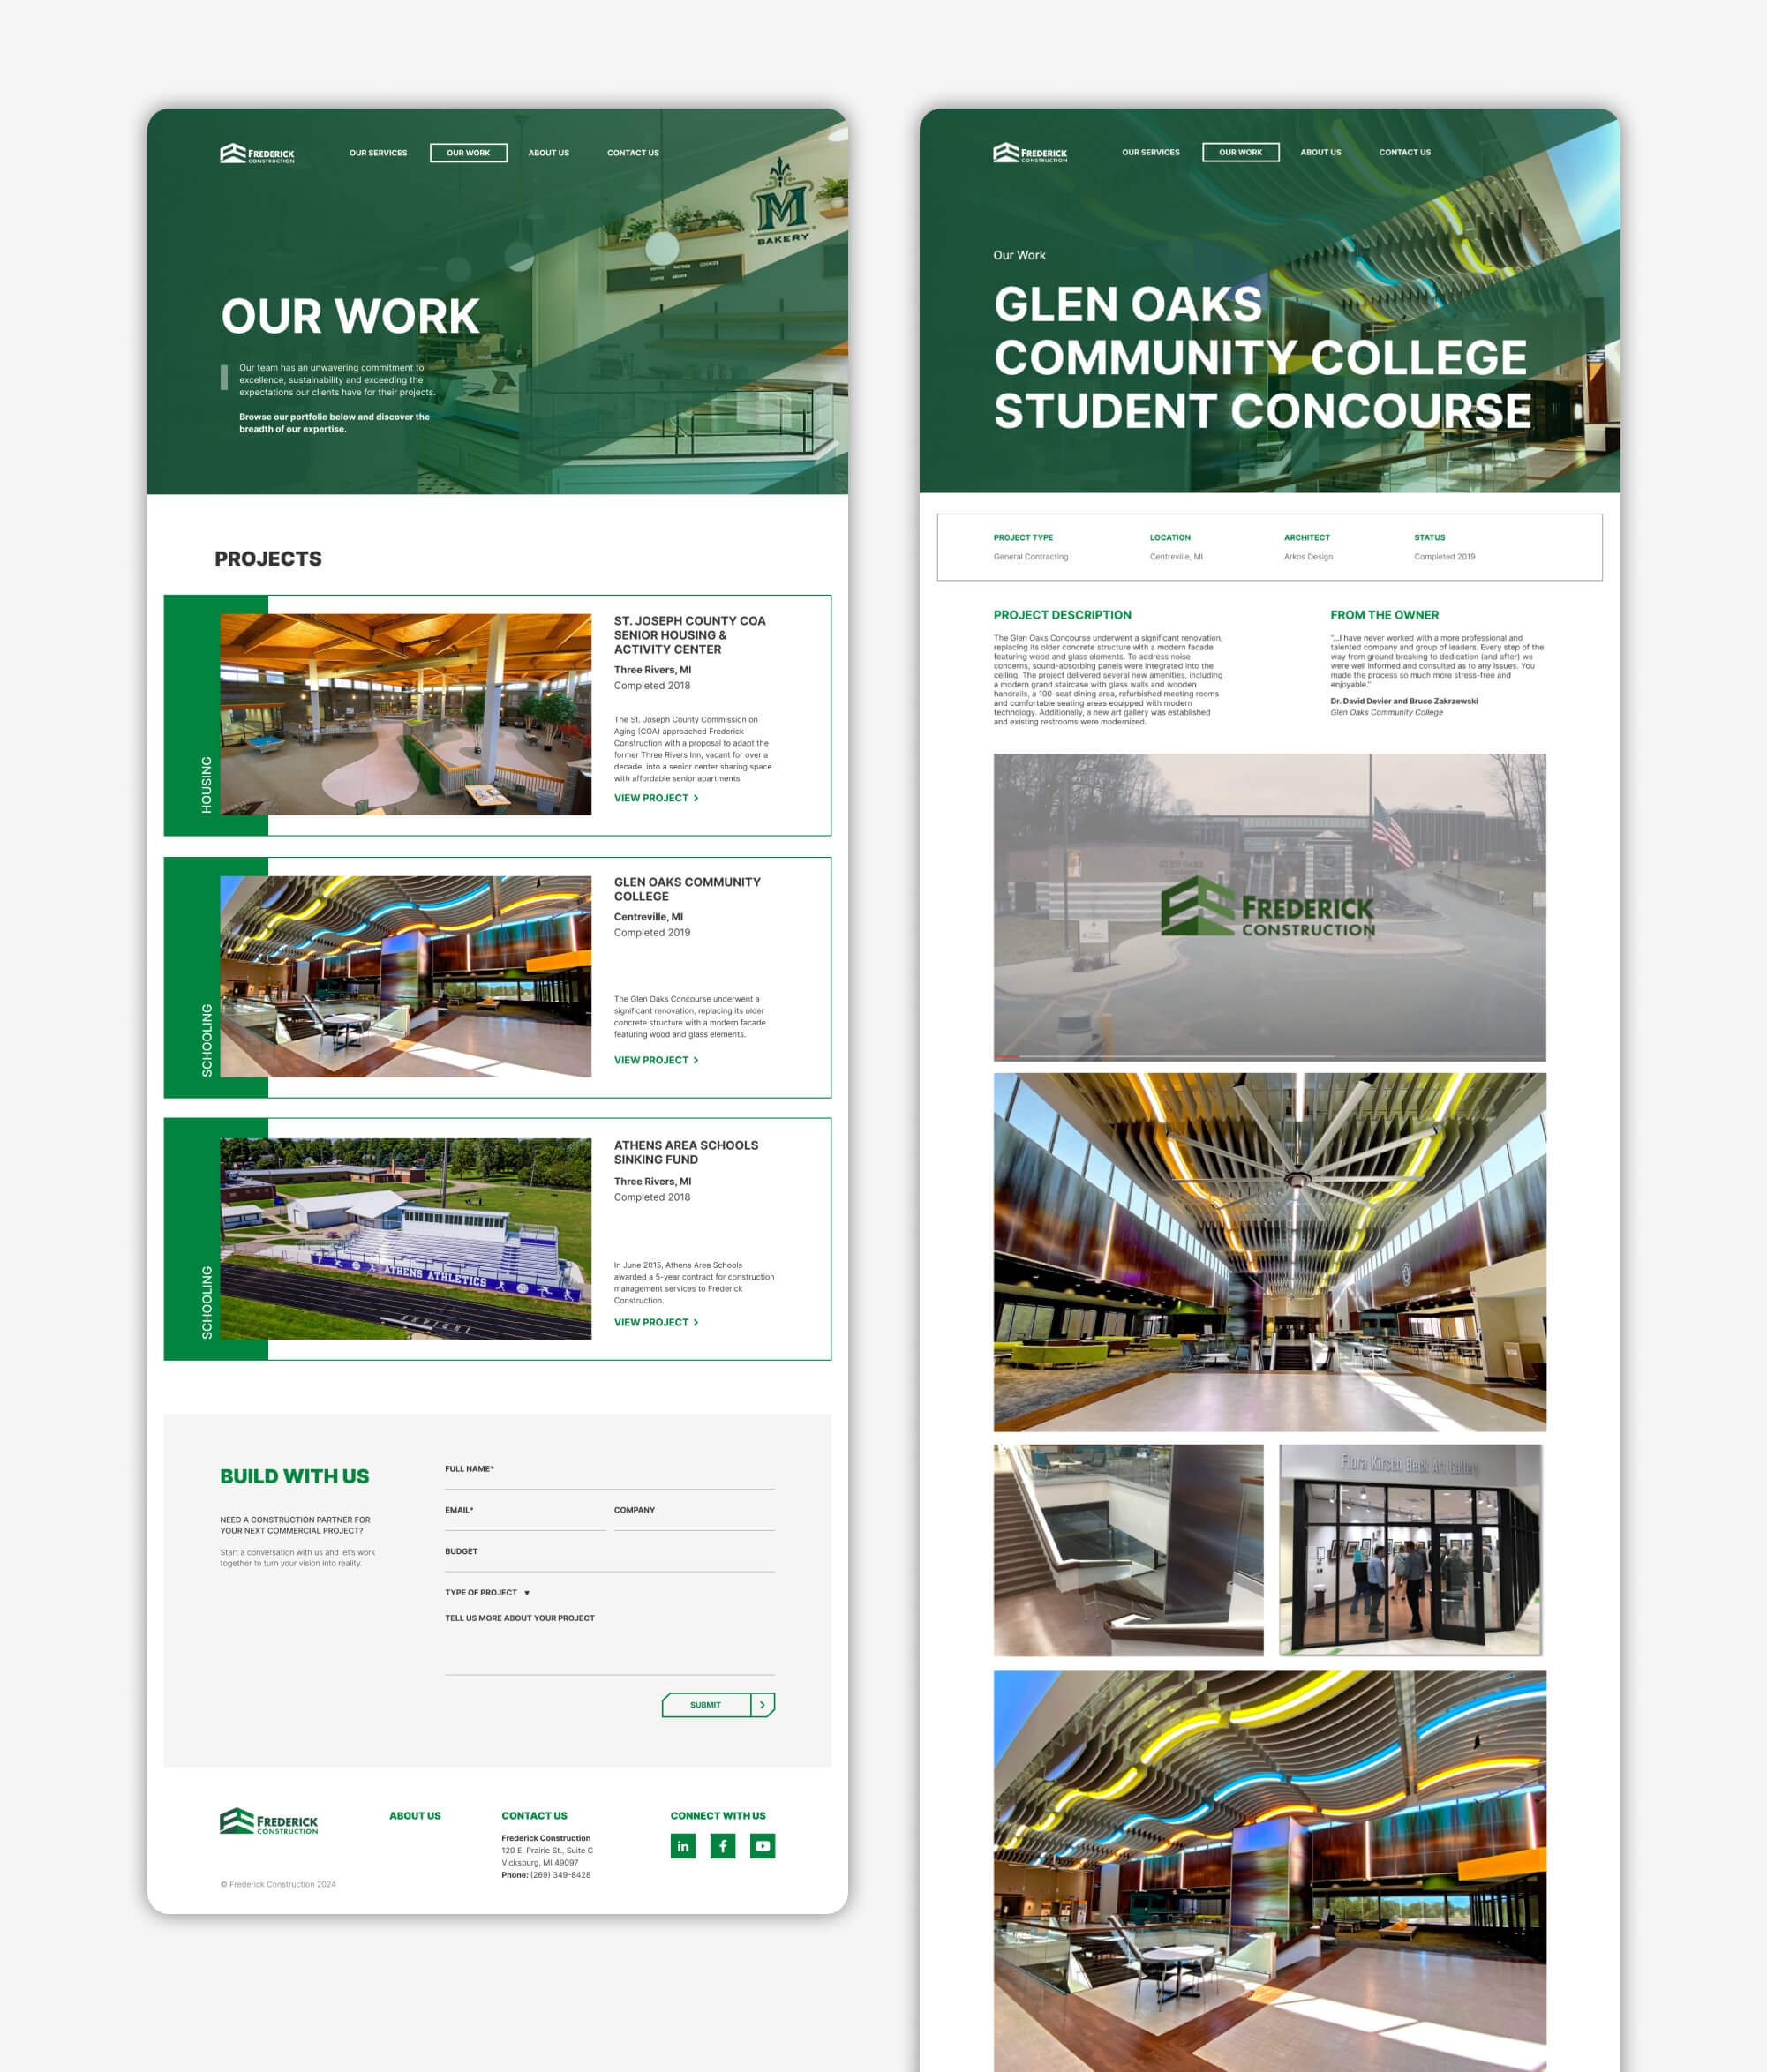 FREDERICK
CONSTRUCTION
OUR SERVICES
OUR WORK
ABOUT US
CONTACT US
M
BAKERY
OUR WORK
Our team has an unwavering commitment to
excellence, sustainability and exceeding the
expectations our clients have for their projects.
Browse our portfolio below and discover the
breadth of our expertise.
PROJECTS
HOUSING
ST. JOSEPH COUNTY COA
SENIOR HOUSING &
ACTIVITY CENTER
Three Rivers, MI
Completed 2018
The St. Joseph County Commission on
Aging (COA) approached Frederick
Construction with a proposal to adapt the
former Three Rivers Inn, vacant for over a
decade, into a senior center sharing space
with affordable senior apartments.
VIEW PROJECT >
SCHOOLING
GLEN OAKS COMMUNITY
COLLEGE
Centreville, MI
Completed 2019
The Glen Oaks Concourse underwent a
significant renovation, replacing its older
concrete structure with a modern facade
featuring wood and glass elements.
VIEW PROJECT >
SCHOOLING
ATHENS ATHLETICS
ATHENS AREA SCHOOLS
SINKING FUND
Three Rivers, MI
Completed 2018
In June 2015, Athens Area Schools
awarded a 5-year contract for construction
management services to Frederick
Construction.
VIEW PROJECT >
BUILD WITH US
NEED A CONSTRUCTION PARTNER FOR
YOUR NEXT COMMERCIAL PROJECT?
Start a conversation with us and let's work
together to turn your vision into reality.
FULL NAME*
EMAIL*
COMPANY
BUDGET
TYPE OF PROJECT ▼
TELL US MORE ABOUT YOUR PROJECT
SUBMIT >
FREDERICK
CONSTRUCTION
© Frederick Construction 2024
ABOUT US
CONTACT US
Frederick Construction
120 E. Prairie St., Suite C
Vicksburg, MI 49097
Phone: (269) 349-8428
CONNECT WITH US
in
f
FREDERICK
CONSTRUCTION
OUR SERVICES
OUR WORK
ABOUT US
CONTACT US
Our Work
GLEN OAKS
COMMUNITY COLLEGE
STUDENT CONCOURSE
PROJECT TYPE
General Contracting
LOCATION
Centreville, MI
ARCHITECT
Arkos Design
STATUS
Completed 2019
PROJECT DESCRIPTION
The Glen Oaks Concourse underwent a significant renovation,
replacing its older concrete structure with a modern facade
featuring wood and glass elements. To address noise
concerns, sound-absorbing panels were integrated into the
ceiling. The project delivered several new amenities, including
a modern grand staircase with glass walls and wooden
handrails, a 100-seat dining area, refurbished meeting rooms
and comfortable seating areas equipped with modern
technology. Additionally, a new art gallery was established
and existing restrooms were modernized.
FROM THE OWNER
"...I have never worked with a more professional and
talented company and group of leaders. Every step of the
way from ground breaking to dedication (and after) we
were well informed and consulted as to any issues. You
made the process so much more stress-free and
enjoyable."
Dr. David Devier and Bruce Zakrzewski
Glen Oaks Community College
GLEN OAKS
FREDERICK
CONSTRUCTION
Flora Kirsch Beck Art Gallery